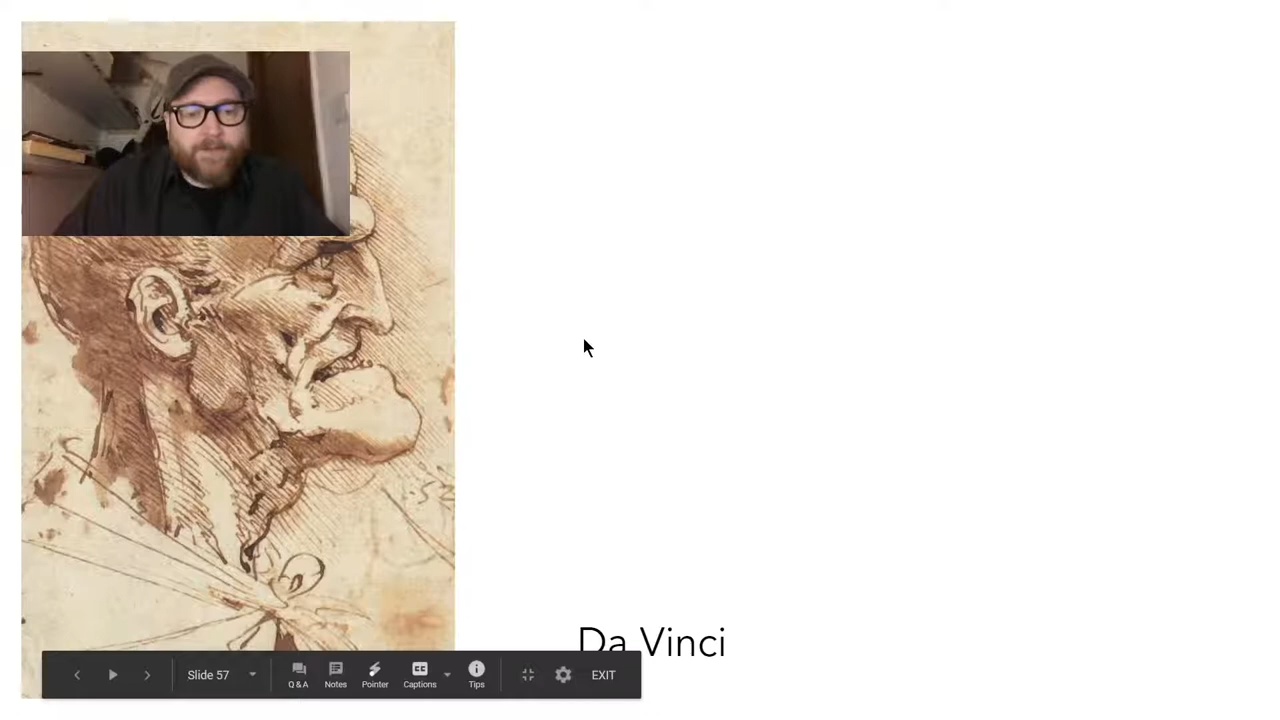 Da Vinci
Slide 57
Q & A
Notes
Pointer
Captions
Tips
EXIT